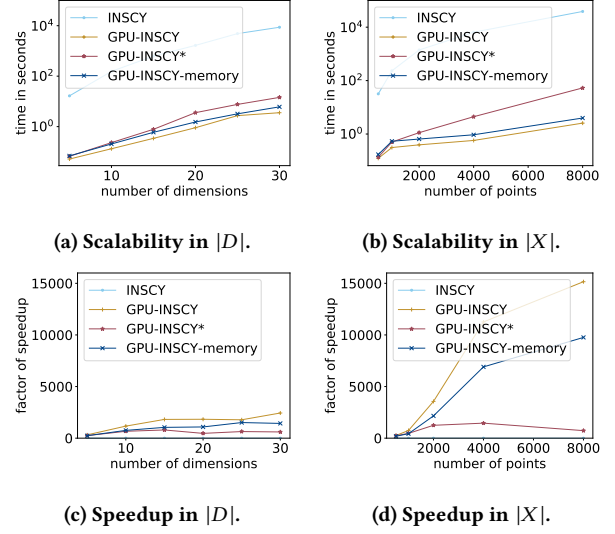 time in seconds
10^4
10^2
10^0
INSCY
GPU-INSCY
GPU-INSCY*
GPU-INSCY-memory
10 20 30
number of dimensions
(a) Scalability in |D|.
time in seconds
10^4
10^2
10^0
INSCY
GPU-INSCY
GPU-INSCY*
GPU-INSCY-memory
2000 4000 6000 8000
number of points
(b) Scalability in |X|.
factor of speedup
15000
10000
5000
0
INSCY
GPU-INSCY
GPU-INSCY*
GPU-INSCY-memory
10 20 30
number of dimensions
(c) Speedup in |D|.
factor of speedup
15000
10000
5000
0
INSCY
GPU-INSCY
GPU-INSCY*
GPU-INSCY-memory
2000 4000 6000 8000
number of points
(d) Speedup in |X|.